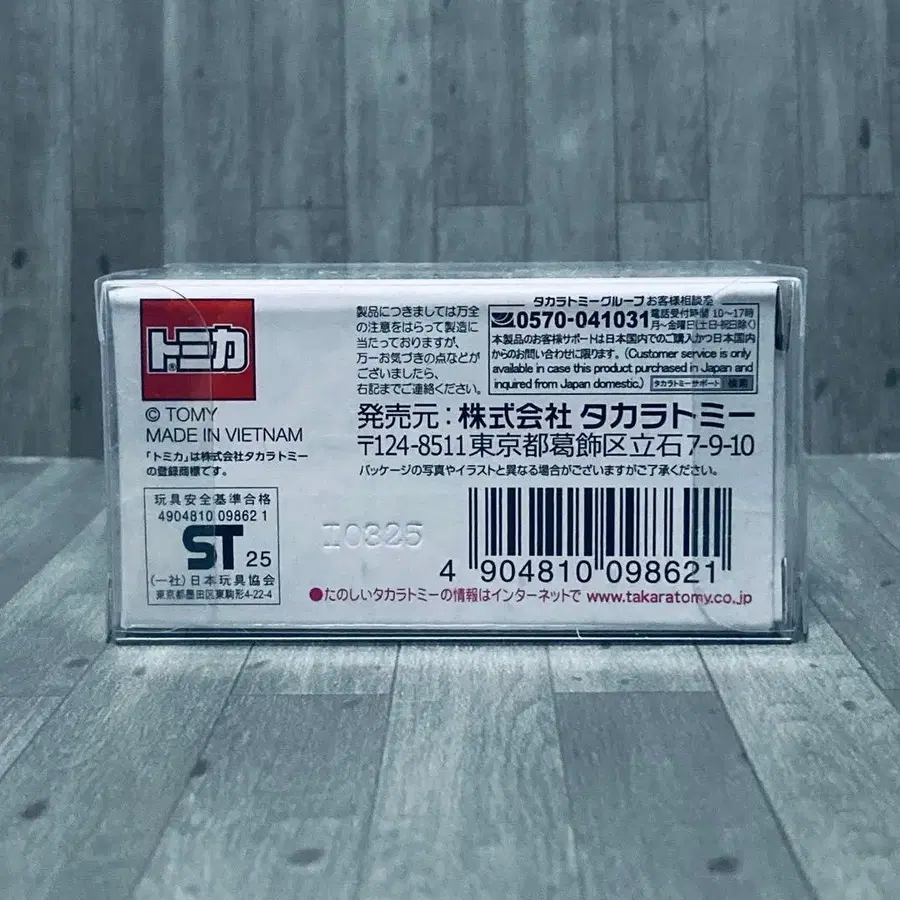 トミカ®
© TOMY
MADE IN VIETNAM
「トミカ」は株式会社タカラトミー
の登録商標です。
玩具安全基準合格
4904810 09862 1
ST 25
(一社)日本玩具協会
東京都墨田区東駒形4-22-4
製品につきましては万全
の注意をはらって製造に
当たっておりますが、
万一お気づきの点などが
ございましたら、
右記までご連絡ください。
タカラトミーグループお客様相談室
0570-041031
電話受付時間 10〜17時
月〜金曜日(土日・祝日除く)
本製品のお客様サポートは日本国内でのご購入かつ日本国内
からのお問い合わせに限ります。(Customer service is only
available in case this product purchased in Japan and
inquired from Japan domestic.) タカラトミーサポート 検索
発売元：株式会社 タカラトミー
〒124-8511東京都葛飾区立石7-9-10
パッケージの写真やイラストと異なる場合がございますがご了承ください。
I0325
4 904810 098621
●たのしいタカラトミーの情報はインターネットで www.takaratomy.co.jp